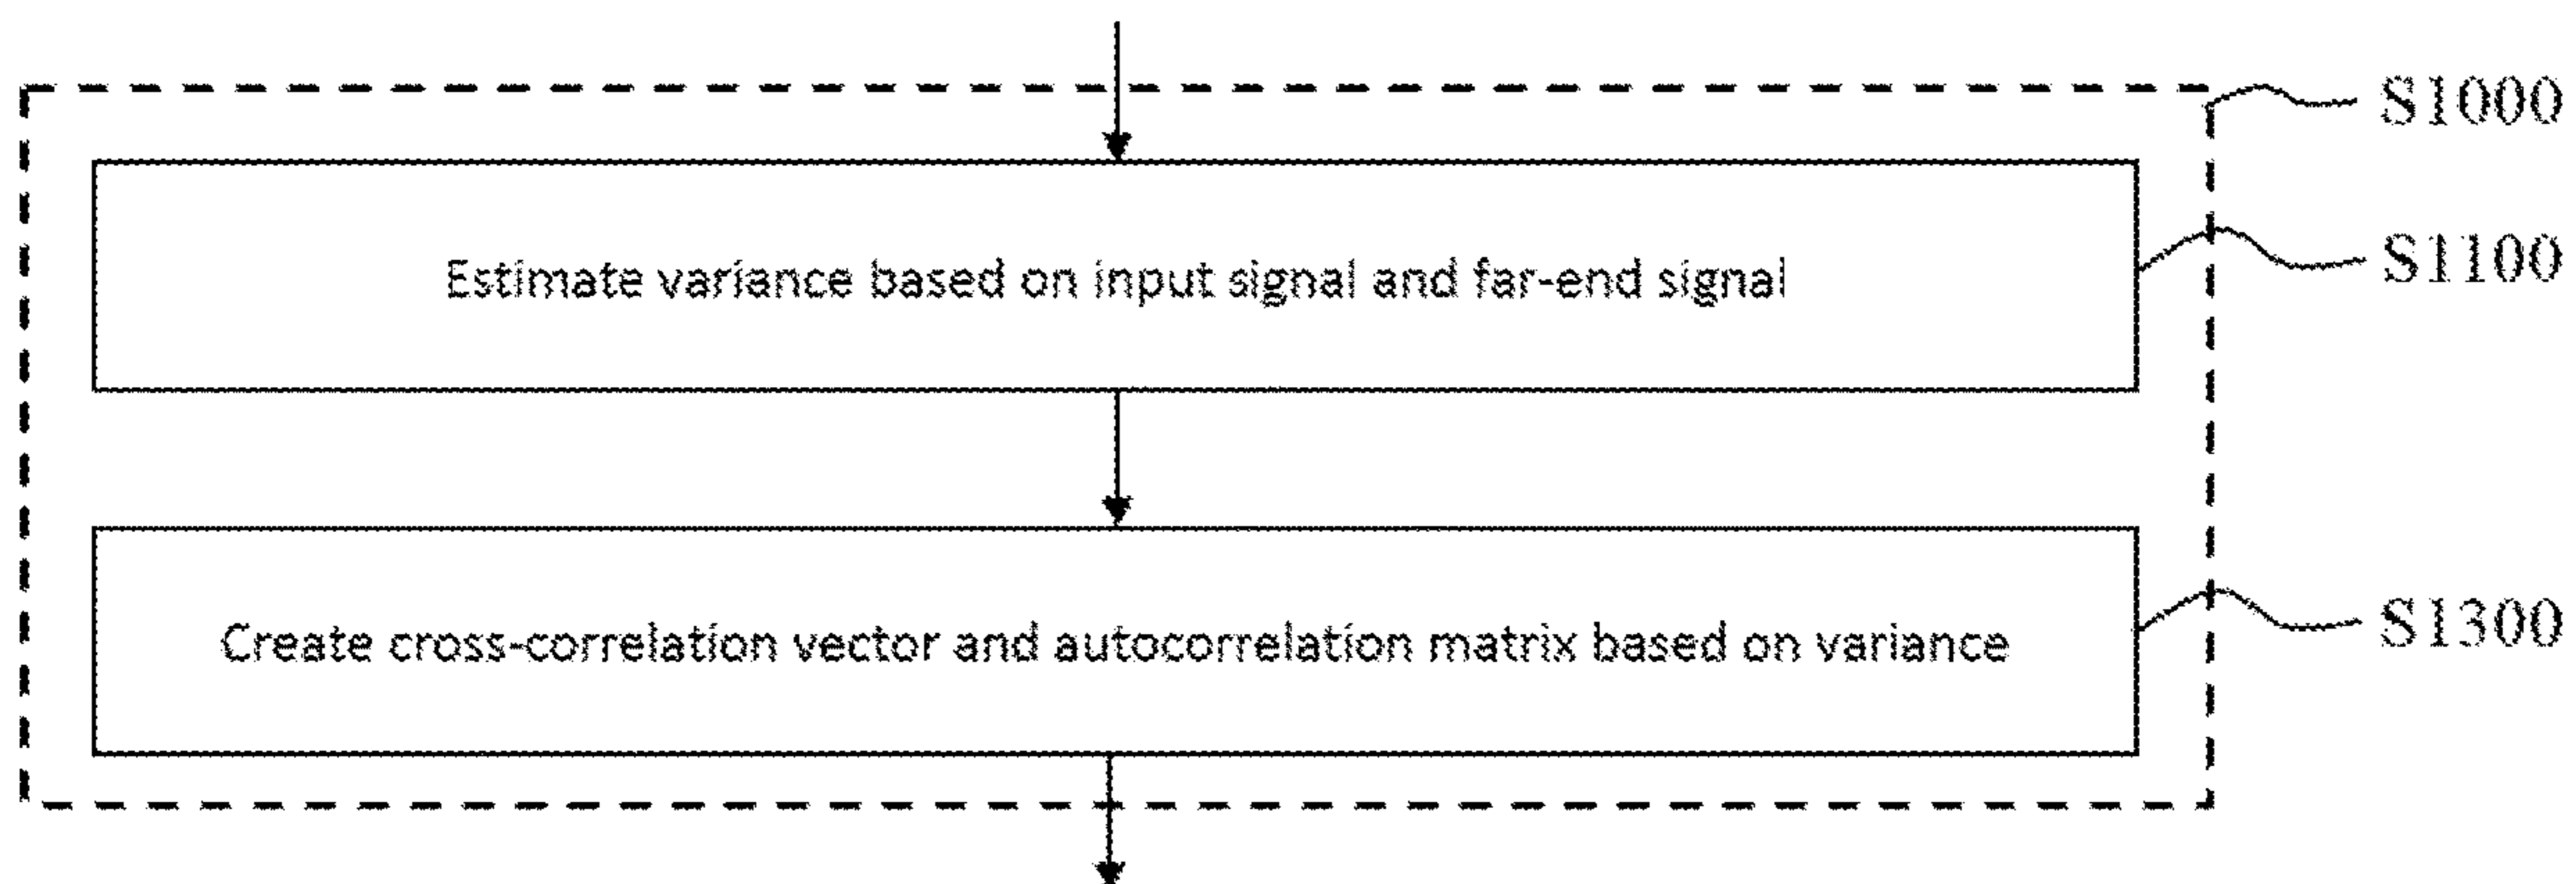 S1000
Estimate variance based on input signal and far-end signal
S1100
Create cross-correlation vector and autocorrelation matrix based on variance
S1300